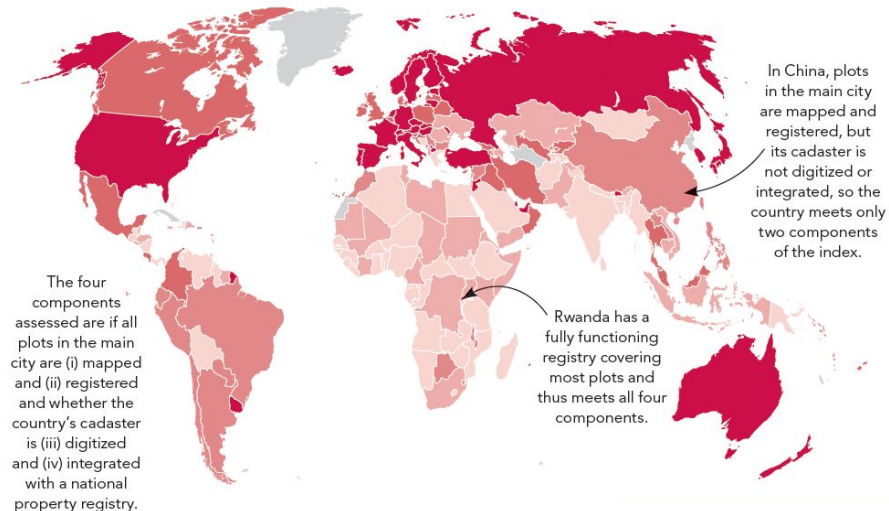 In China, plots
in the main city
are mapped and
registered, but
its cadaster is
not digitized or
integrated, so the
country meets only
two components
of the index.
The four
components
assessed are if all
plots in the main
city are (i) mapped
and (ii) registered
and whether the
country's cadaster
is (iii) digitized
and (iv) integrated
with a national
property registry.
Rwanda has a
fully functioning
registry covering
most plots and
thus meets all four
components.